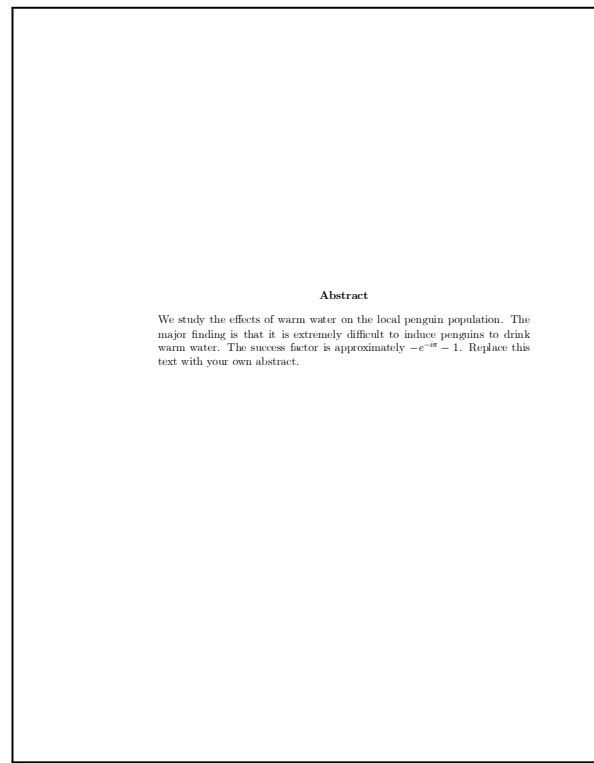 Abstract
We study the effects of warm water on the local penguin population. The
major finding is that it is extremely difficult to induce penguins to drink
warm water. The success factor is approximately $-e^{-i\pi} - 1$. Replace this
text with your own abstract.